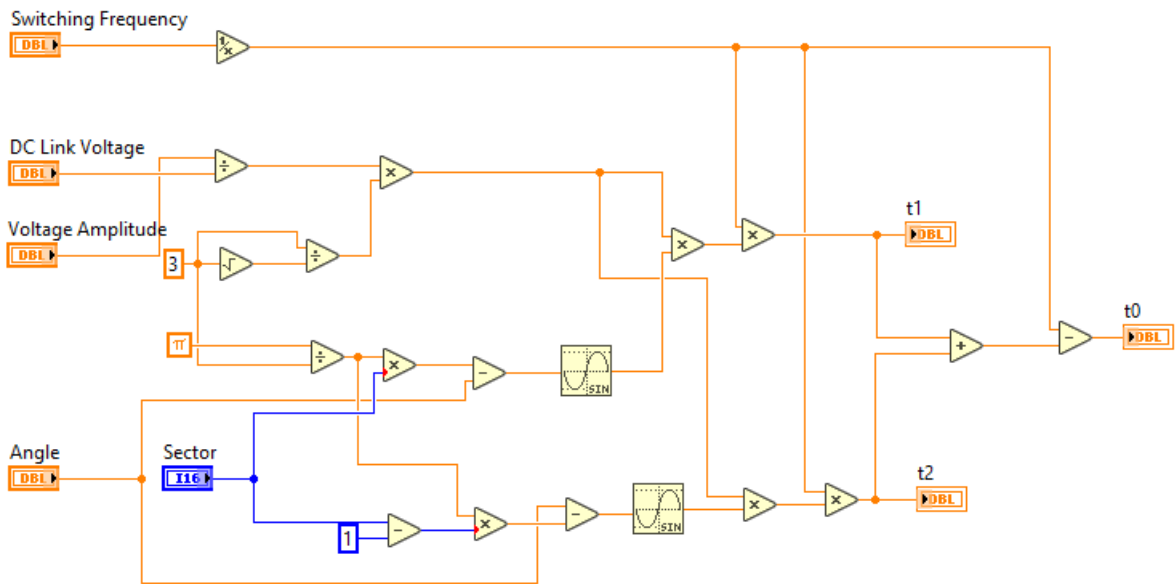 Switching Frequency
DBL
1/x
DC Link Voltage
DBL
÷
×
Voltage Amplitude
DBL
3
√
÷
×
×
t1
DBL
π
÷
×
−
SIN
+
−
t0
DBL
Angle
DBL
Sector
I16
1
−
×
−
SIN
×
×
t2
DBL